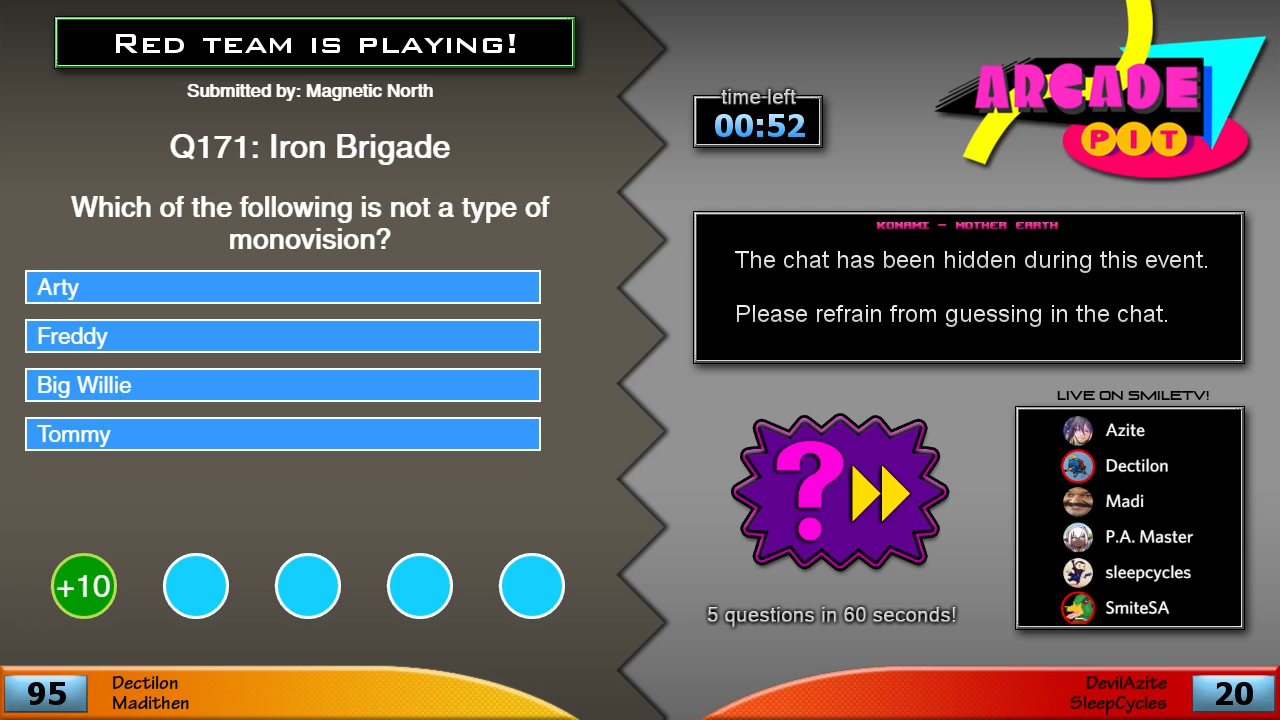 RED TEAM IS PLAYING!
Submitted by: Magnetic North
Q171: Iron Brigade
Which of the following is not a type of
monovision?
Arty
Freddy
Big Willie
Tommy
+10
95
Dectilon
Madithen
time left
00:52
ARCADE
PIT
KONAMI - MOTHER EARTH
The chat has been hidden during this event.
Please refrain from guessing in the chat.
?
5 questions in 60 seconds!
LIVE ON SMILETV!
Azite
Dectilon
Madi
P.A. Master
sleepcycles
SmiteSA
DevilAzite
SleepCycles
20